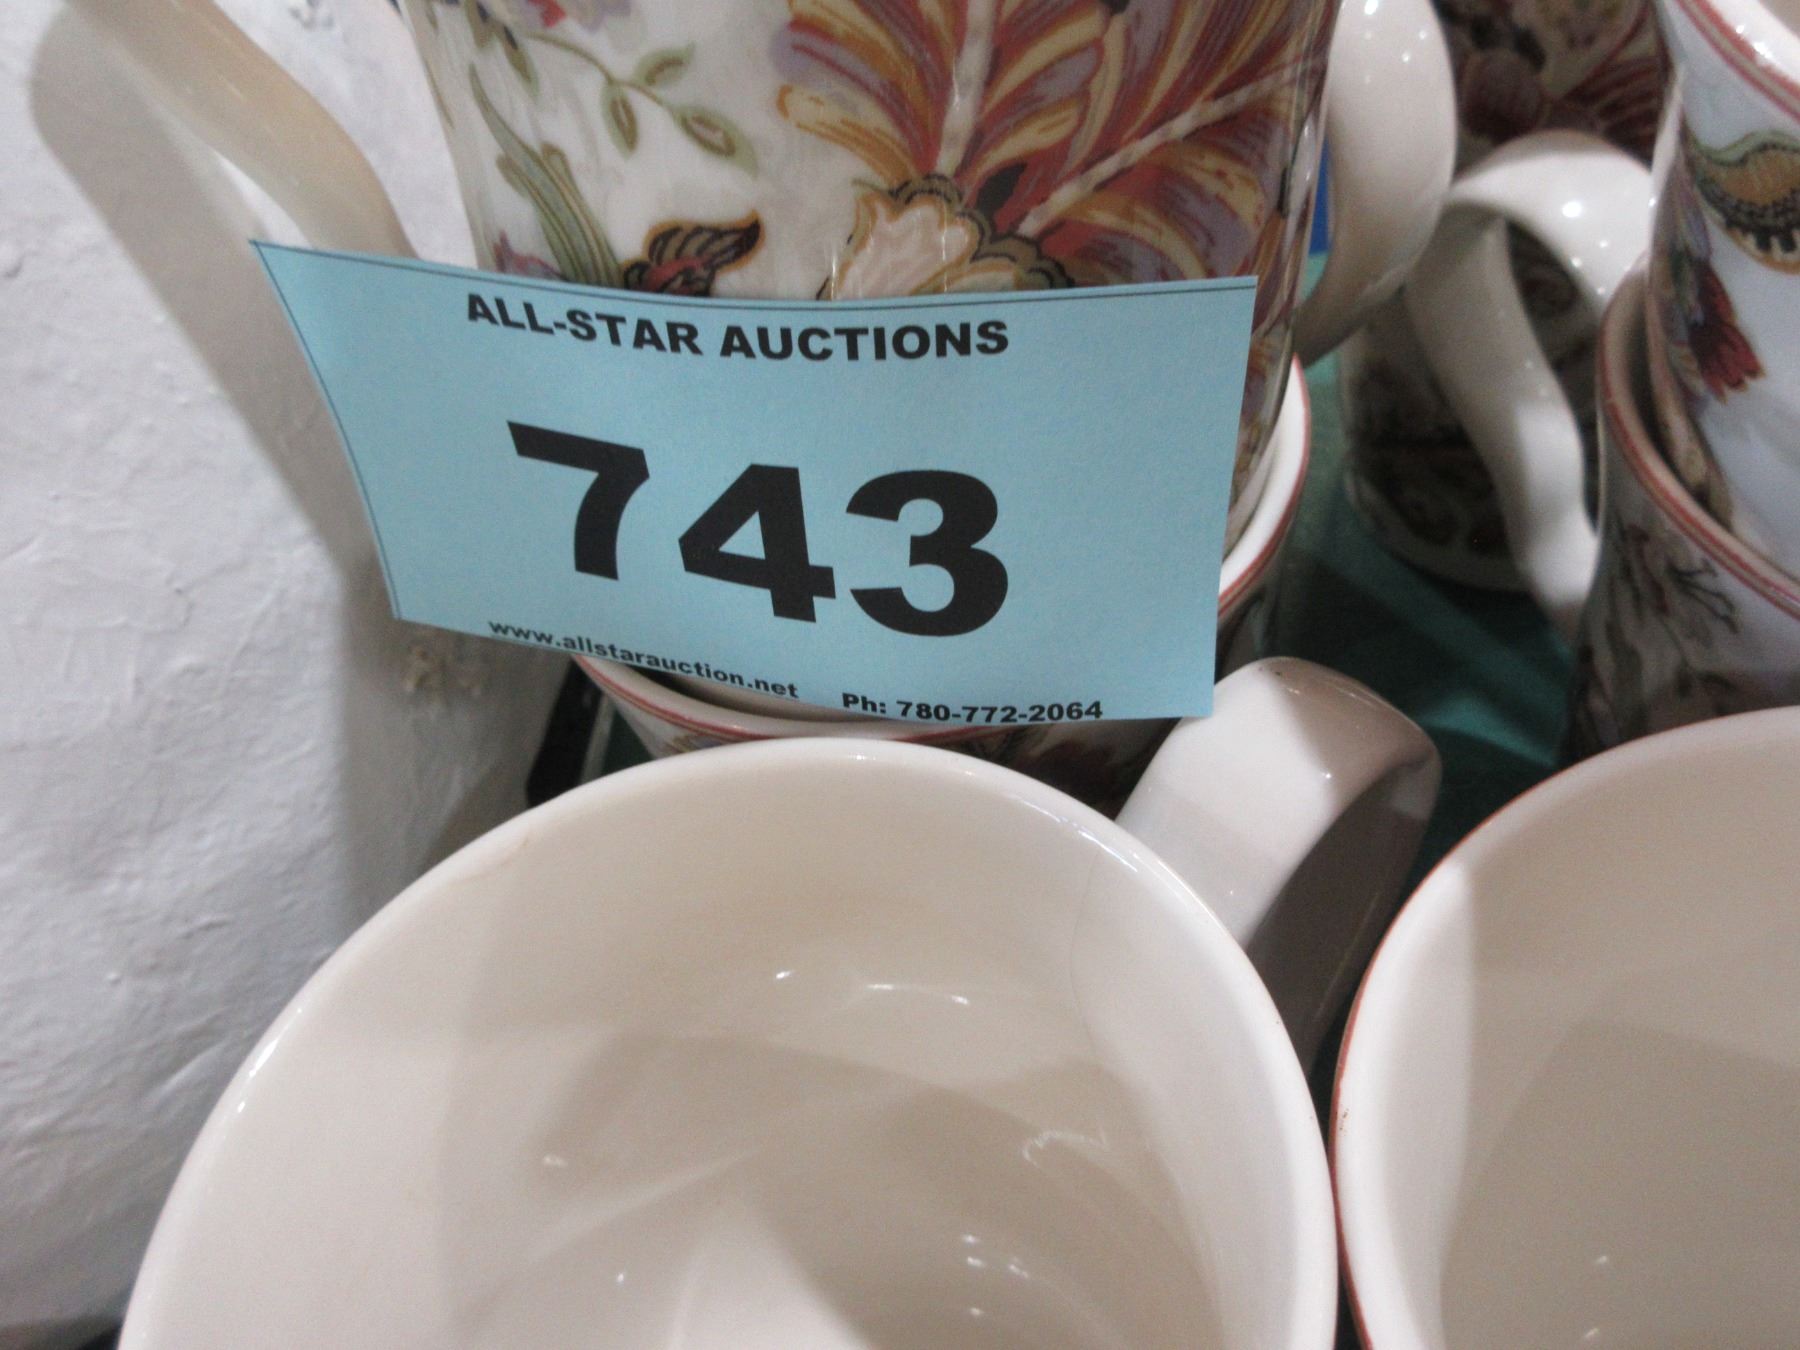 ALL-STAR AUCTIONS
743
www.allstarauction.net
Ph: 780-772-2064